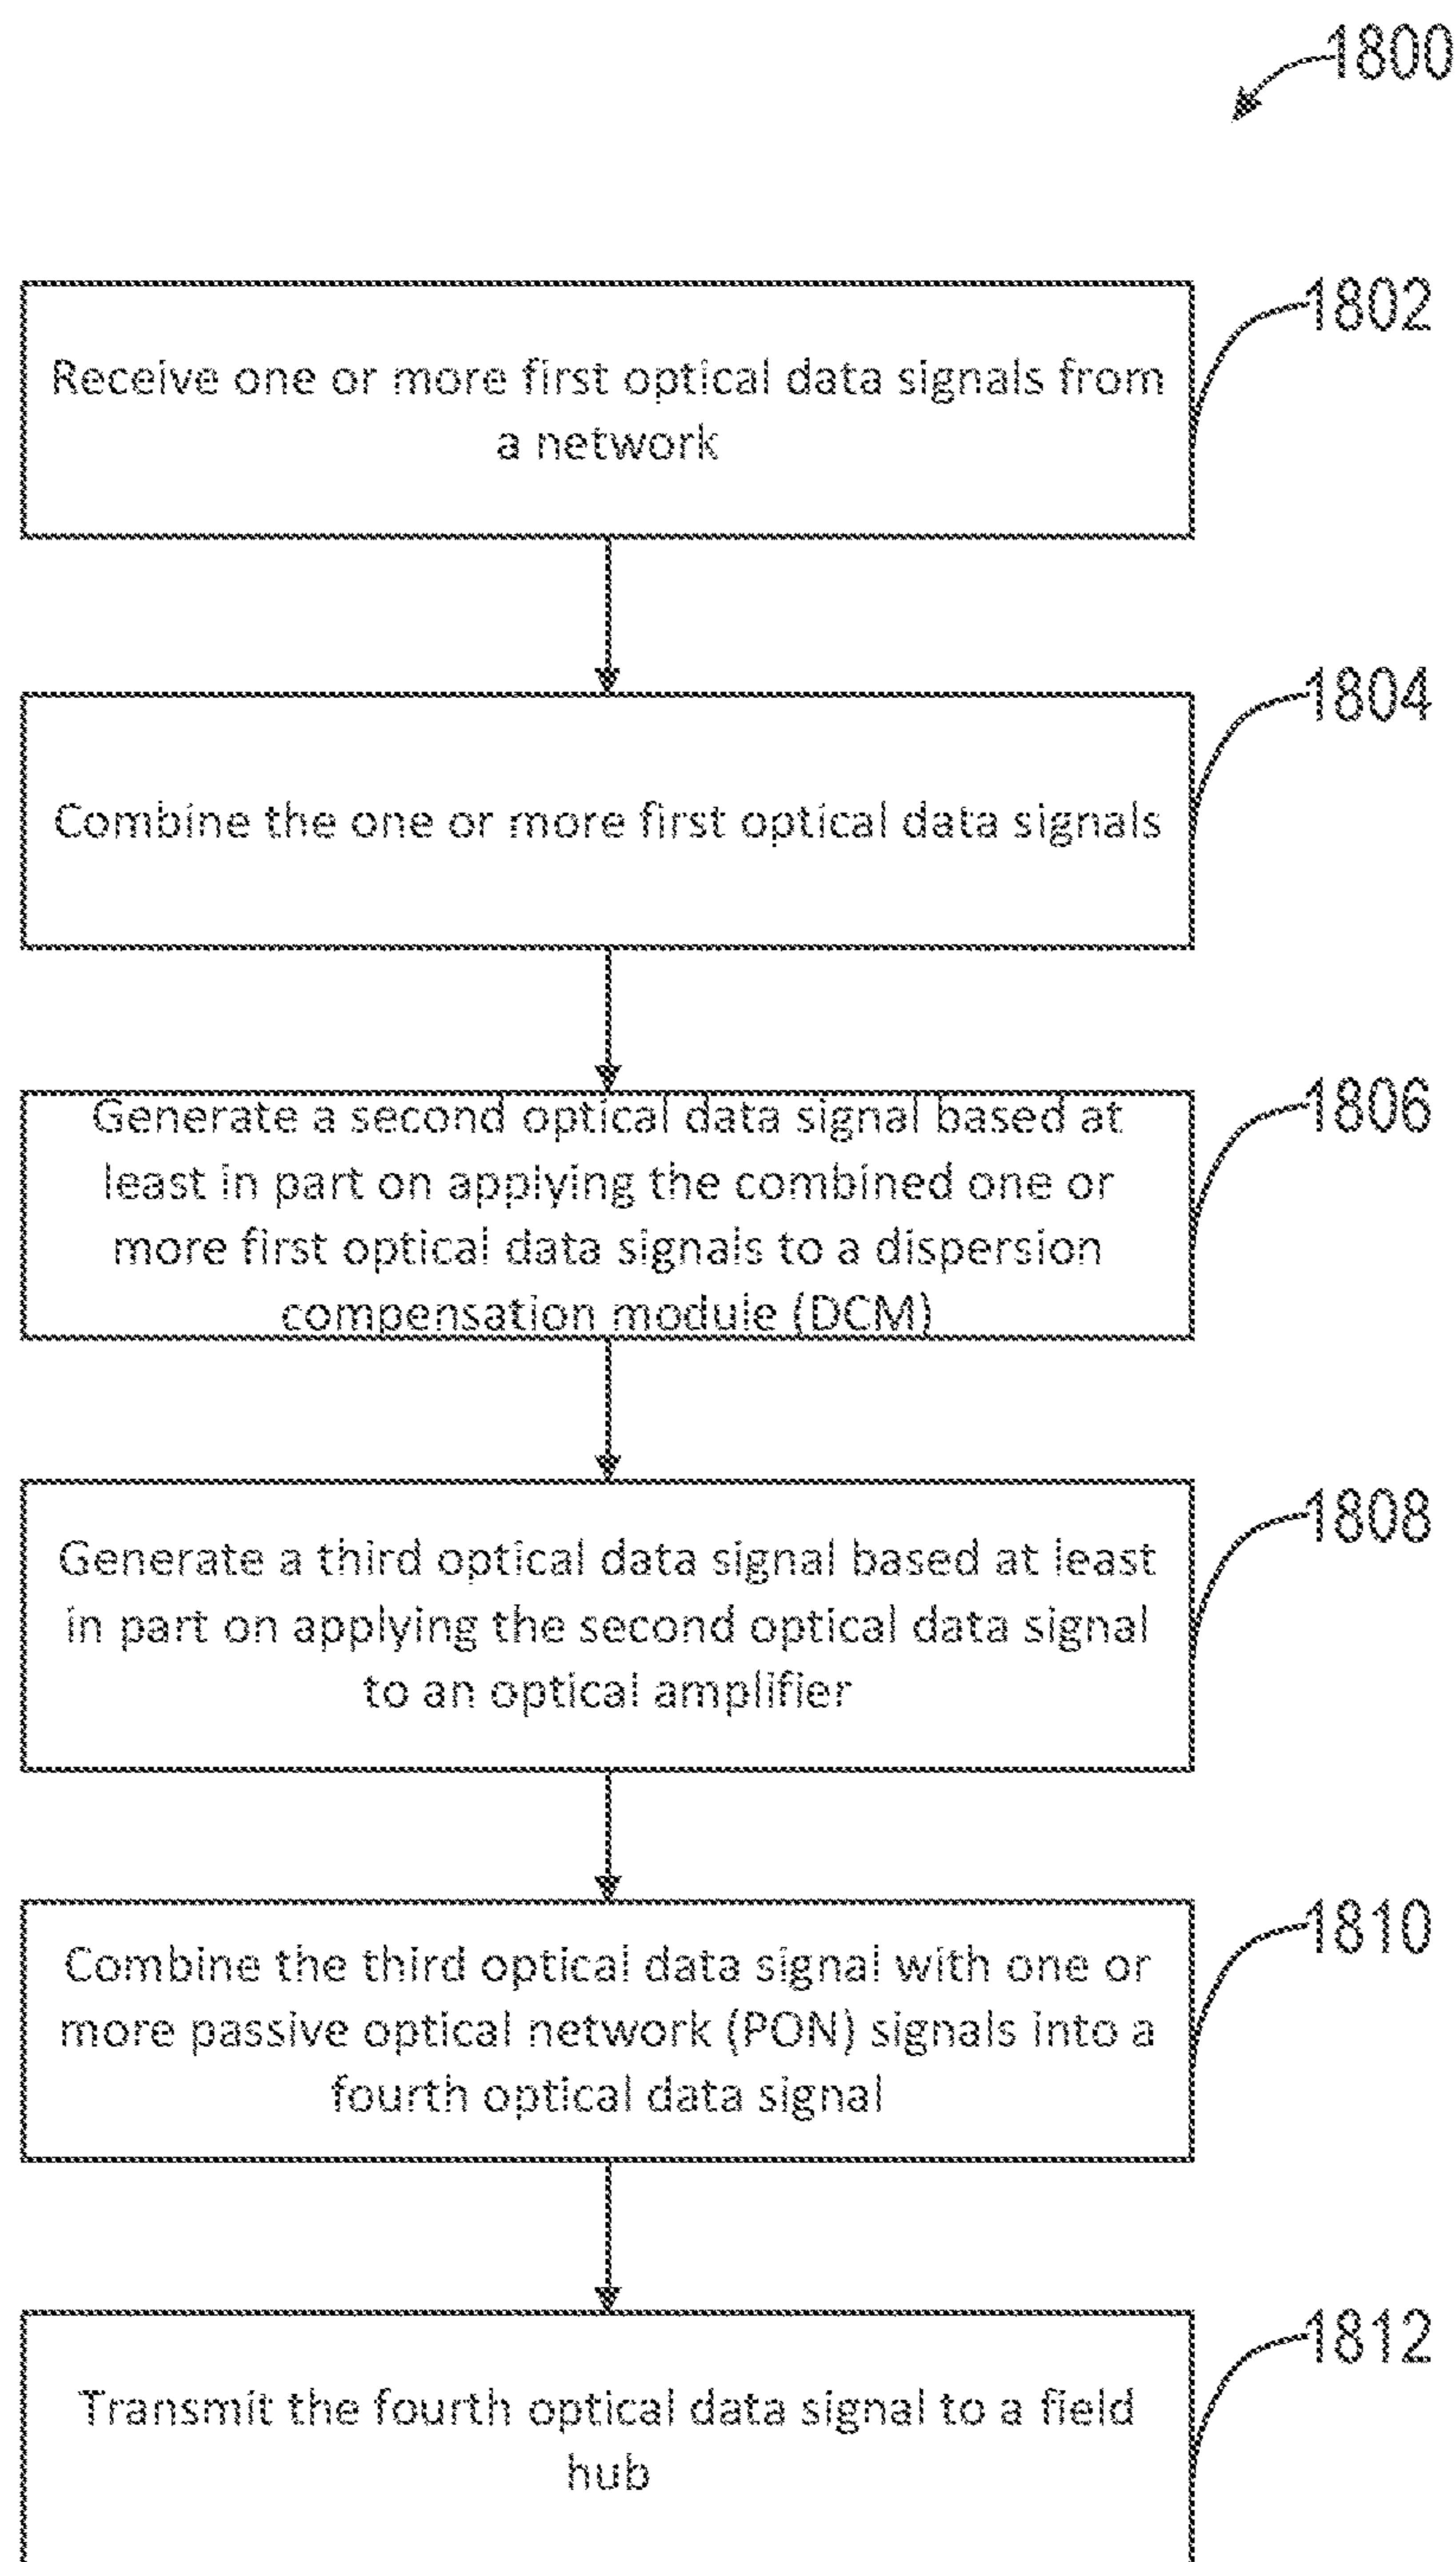 1800
1802
Receive one or more first optical data signals from
a network
1804
Combine the one or more first optical data signals
1806
Generate a second optical data signal based at
least in part on applying the combined one or
more first optical data signals to a dispersion
compensation module (DCM)
1808
Generate a third optical data signal based at least
in part on applying the second optical data signal
to an optical amplifier
1810
Combine the third optical data signal with one or
more passive optical network (PON) signals into a
fourth optical data signal
1812
Transmit the fourth optical data signal to a field
hub